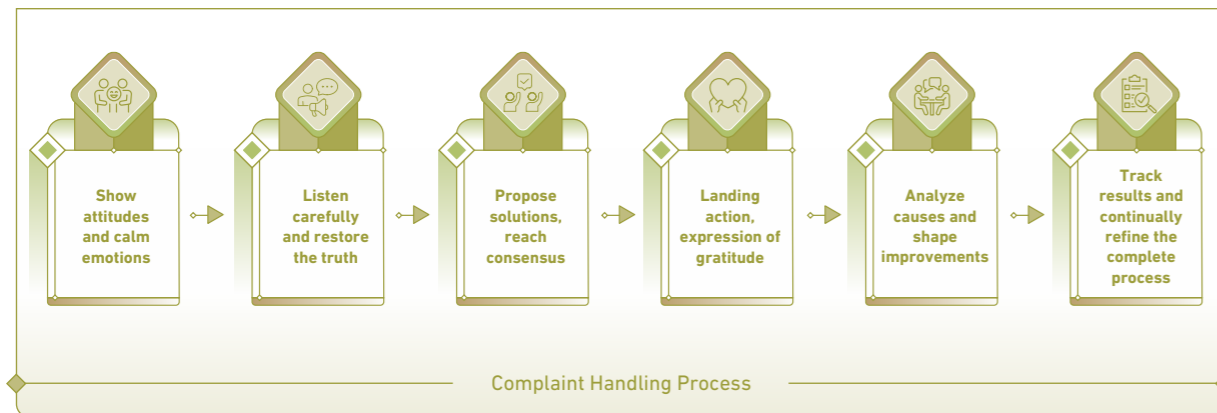 Show
attitudes
and calm
emotions
Listen
carefully
and restore
the truth
Propose
solutions,
reach
consensus
Landing
action,
expression of
gratitude
Analyze
causes and
shape
improvements
Track
results and
continually
refine the
complete
process
Complaint Handling Process